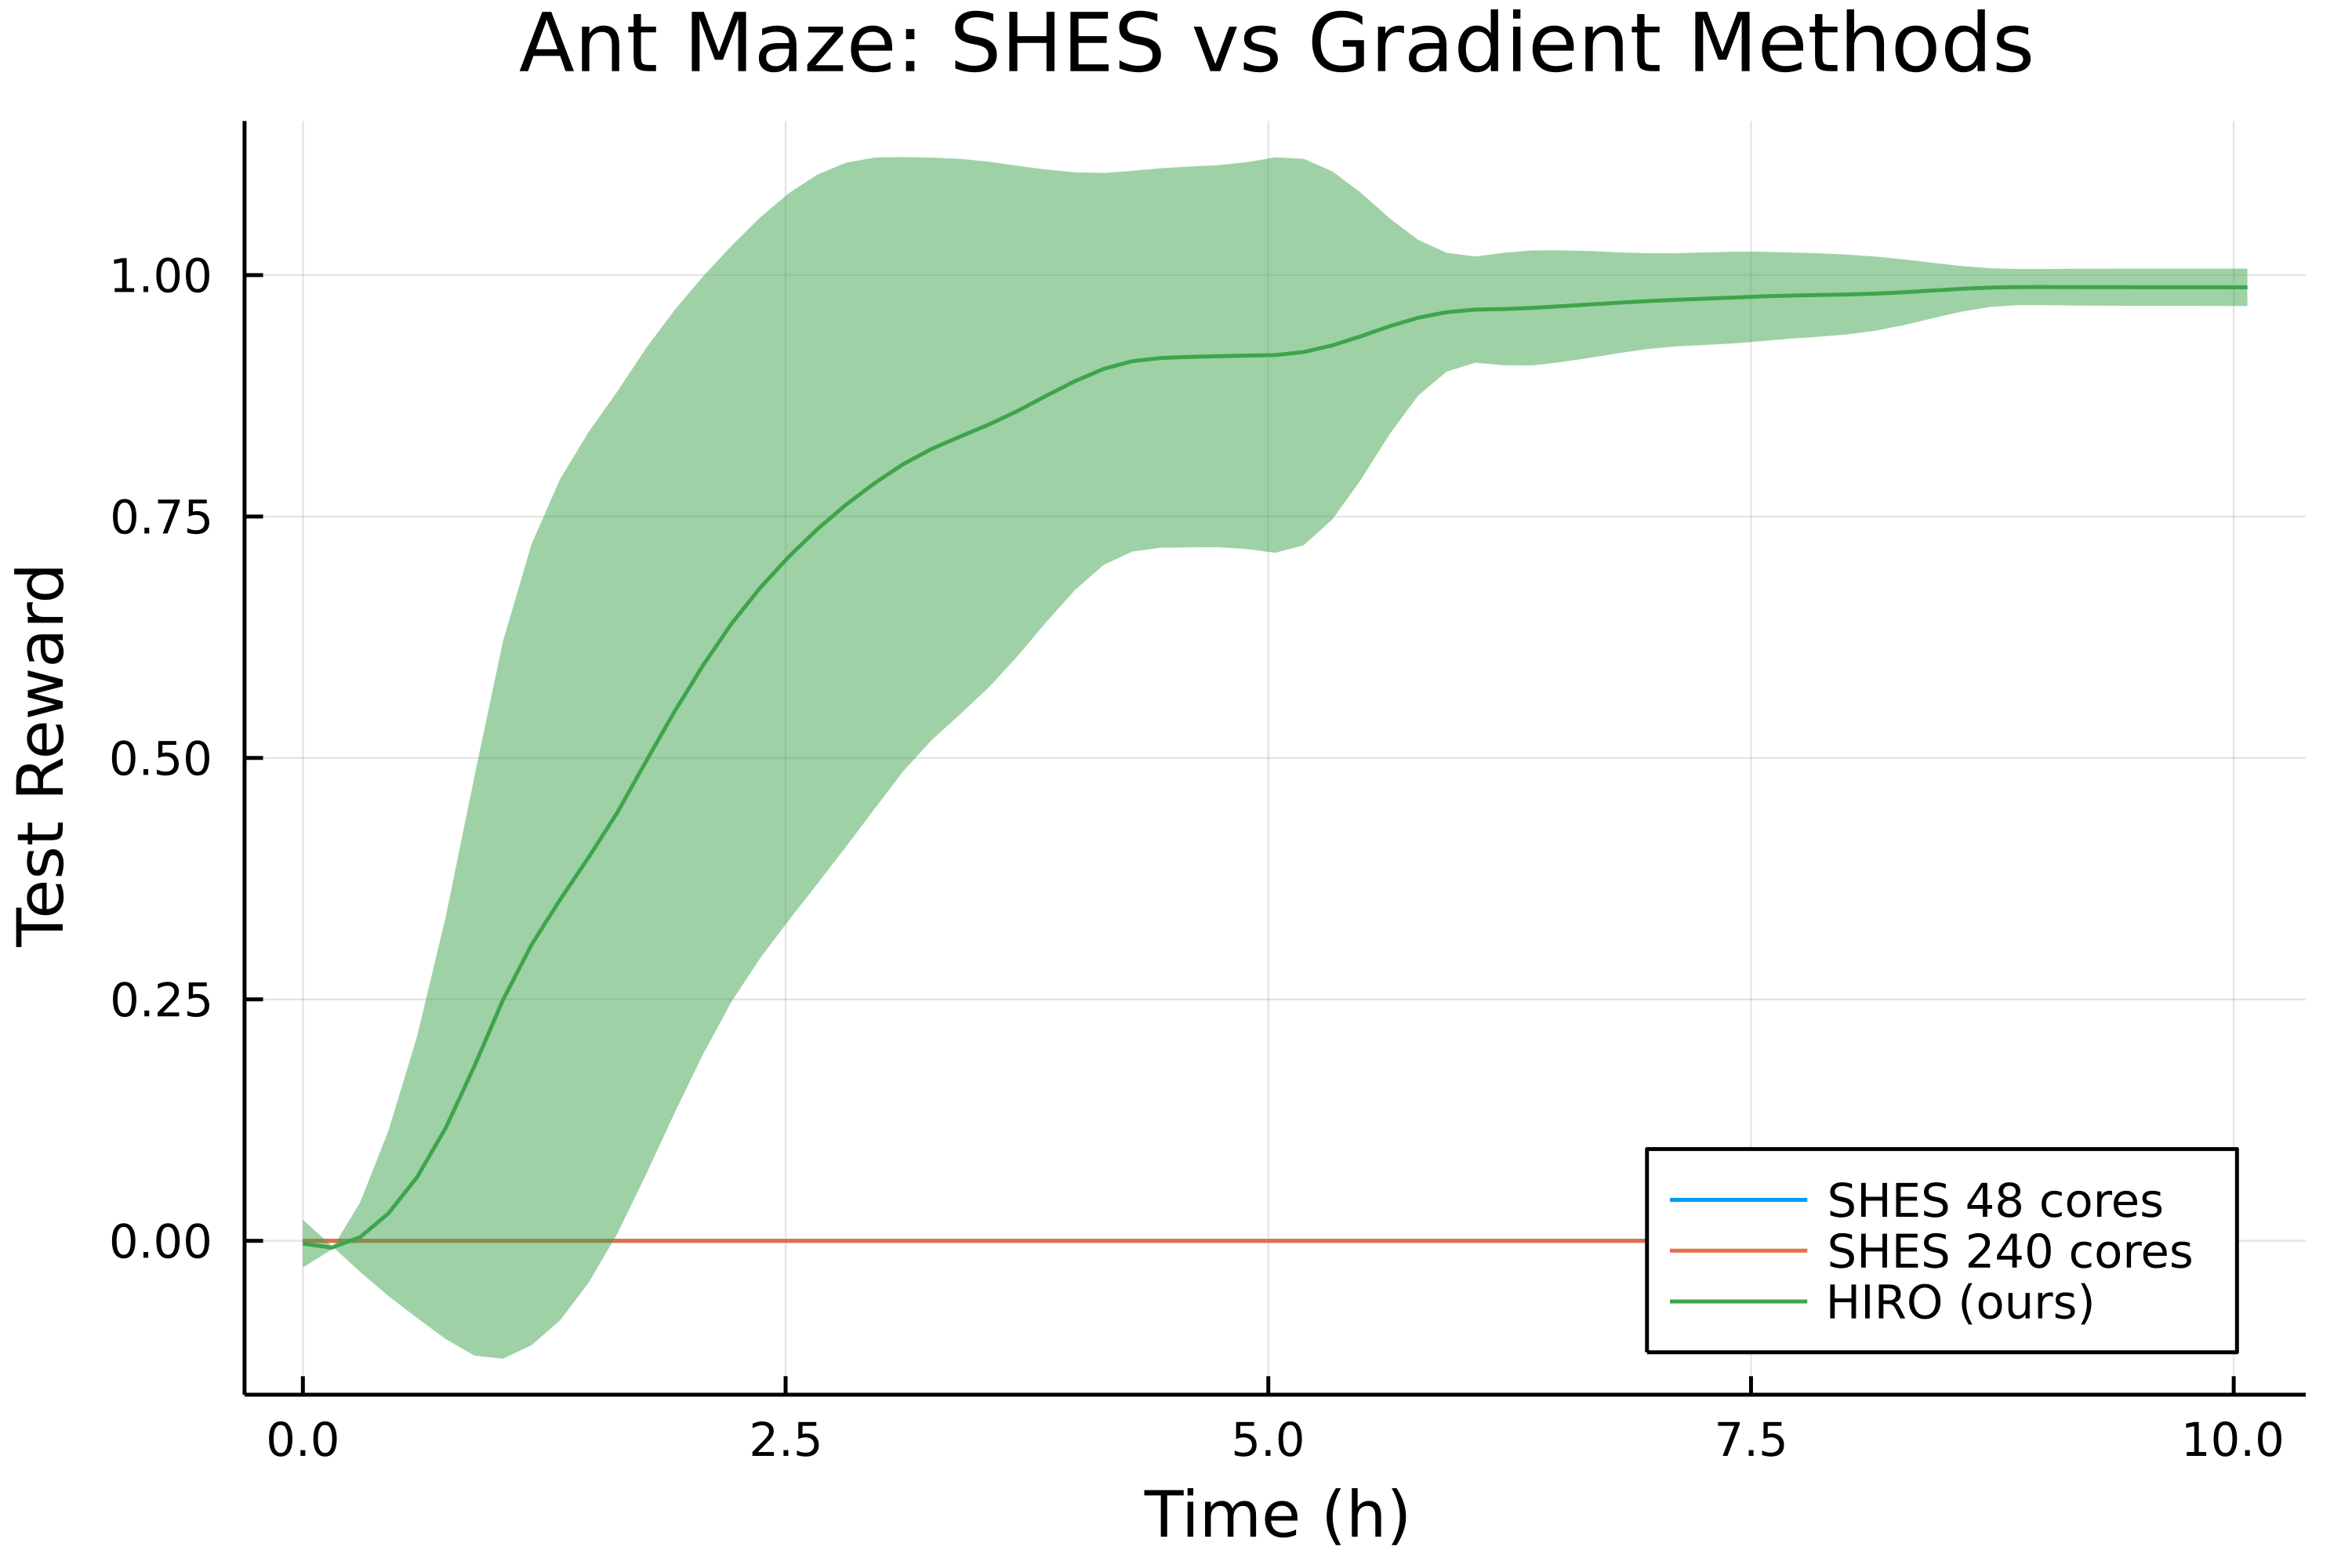 Ant Maze: SHES vs Gradient Methods
Test Reward
1.00
0.75
0.50
0.25
0.00
SHES 48 cores
SHES 240 cores
HIRO (ours)
0.0
2.5
5.0
7.5
10.0
Time (h)